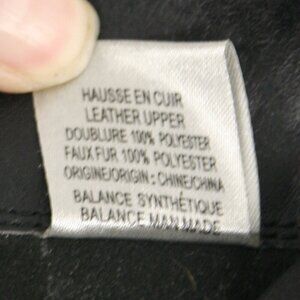 HAUSSE EN CUIR
LEATHER UPPER
DOUBLURE 100% POLYESTER
FAUX FUR 100% POLYESTER
ORIGINE/ORIGIN : CHINE/CHINA
BALANCE SYNTHÉTIQUE
BALANCE MAN MADE